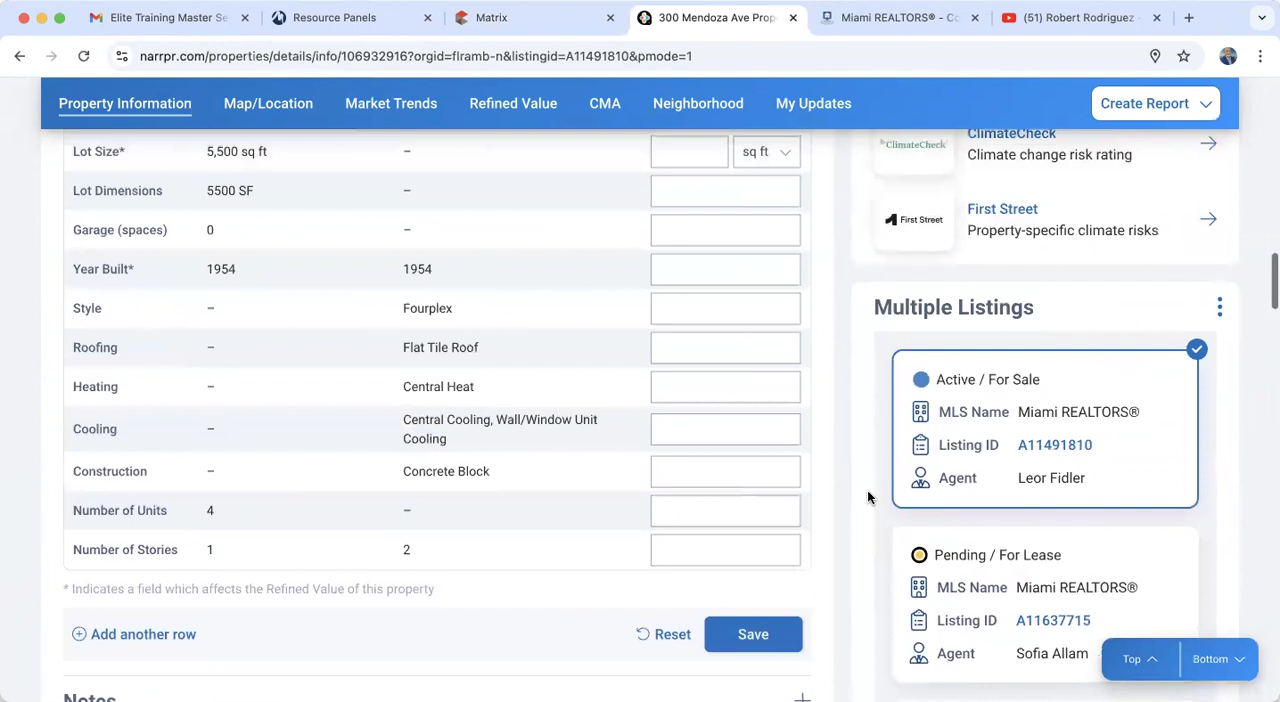 Elite Training Master Se
Resource Panels
Matrix
300 Mendoza Ave Prop
Miami REALTORS® - Co
(51) Robert Rodriguez -
narrpr.com/properties/details/info/106932916?orgid=flramb-n&listingid=A11491810&pmode=1
Property Information Map/Location Market Trends Refined Value CMA Neighborhood My Updates Create Report
Lot Size* 5,500 sq ft – sq ft
Lot Dimensions 5500 SF –
Garage (spaces) 0 –
Year Built* 1954 1954
Style – Fourplex
Roofing – Flat Tile Roof
Heating – Central Heat
Cooling – Central Cooling, Wall/Window Unit
Cooling
Construction – Concrete Block
Number of Units 4 –
Number of Stories 1 2
* Indicates a field which affects the Refined Value of this property
Add another row Reset Save
Notes
ClimateCheck
ClimateCheck
Climate change risk rating
First Street
First Street
Property-specific climate risks
Multiple Listings
Active / For Sale
MLS Name Miami REALTORS®
Listing ID A11491810
Agent Leor Fidler
Pending / For Lease
MLS Name Miami REALTORS®
Listing ID A11637715
Agent Sofia Allam
Top Bottom